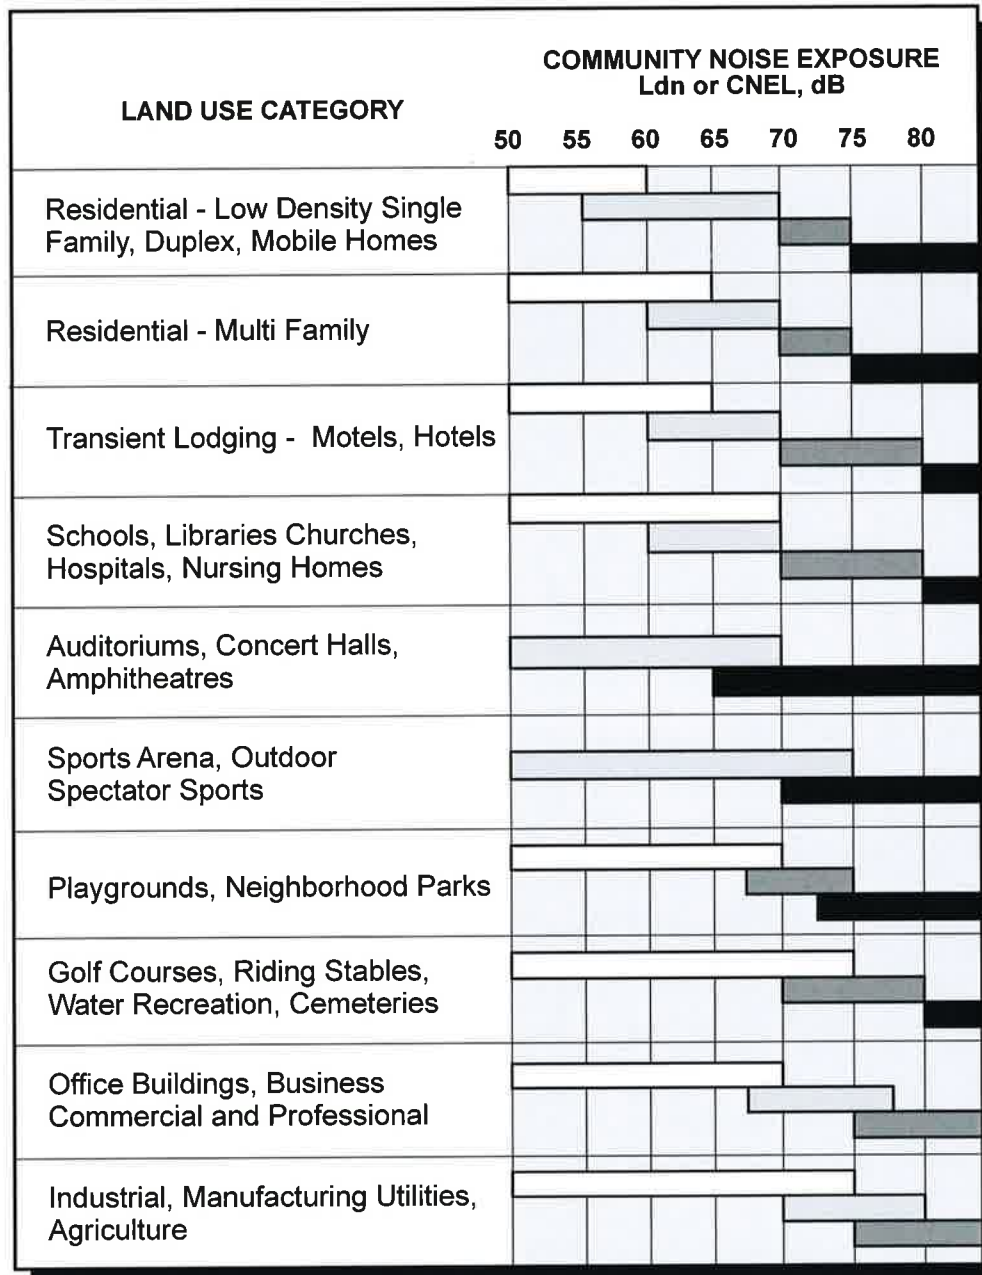 COMMUNITY NOISE EXPOSURE
Ldn or CNEL, dB
LAND USE CATEGORY
50 55 60 65 70 75 80
Residential - Low Density Single
Family, Duplex, Mobile Homes
Residential - Multi Family
Transient Lodging - Motels, Hotels
Schools, Libraries Churches,
Hospitals, Nursing Homes
Auditoriums, Concert Halls,
Amphitheatres
Sports Arena, Outdoor
Spectator Sports
Playgrounds, Neighborhood Parks
Golf Courses, Riding Stables,
Water Recreation, Cemeteries
Office Buildings, Business
Commercial and Professional
Industrial, Manufacturing Utilities,
Agriculture